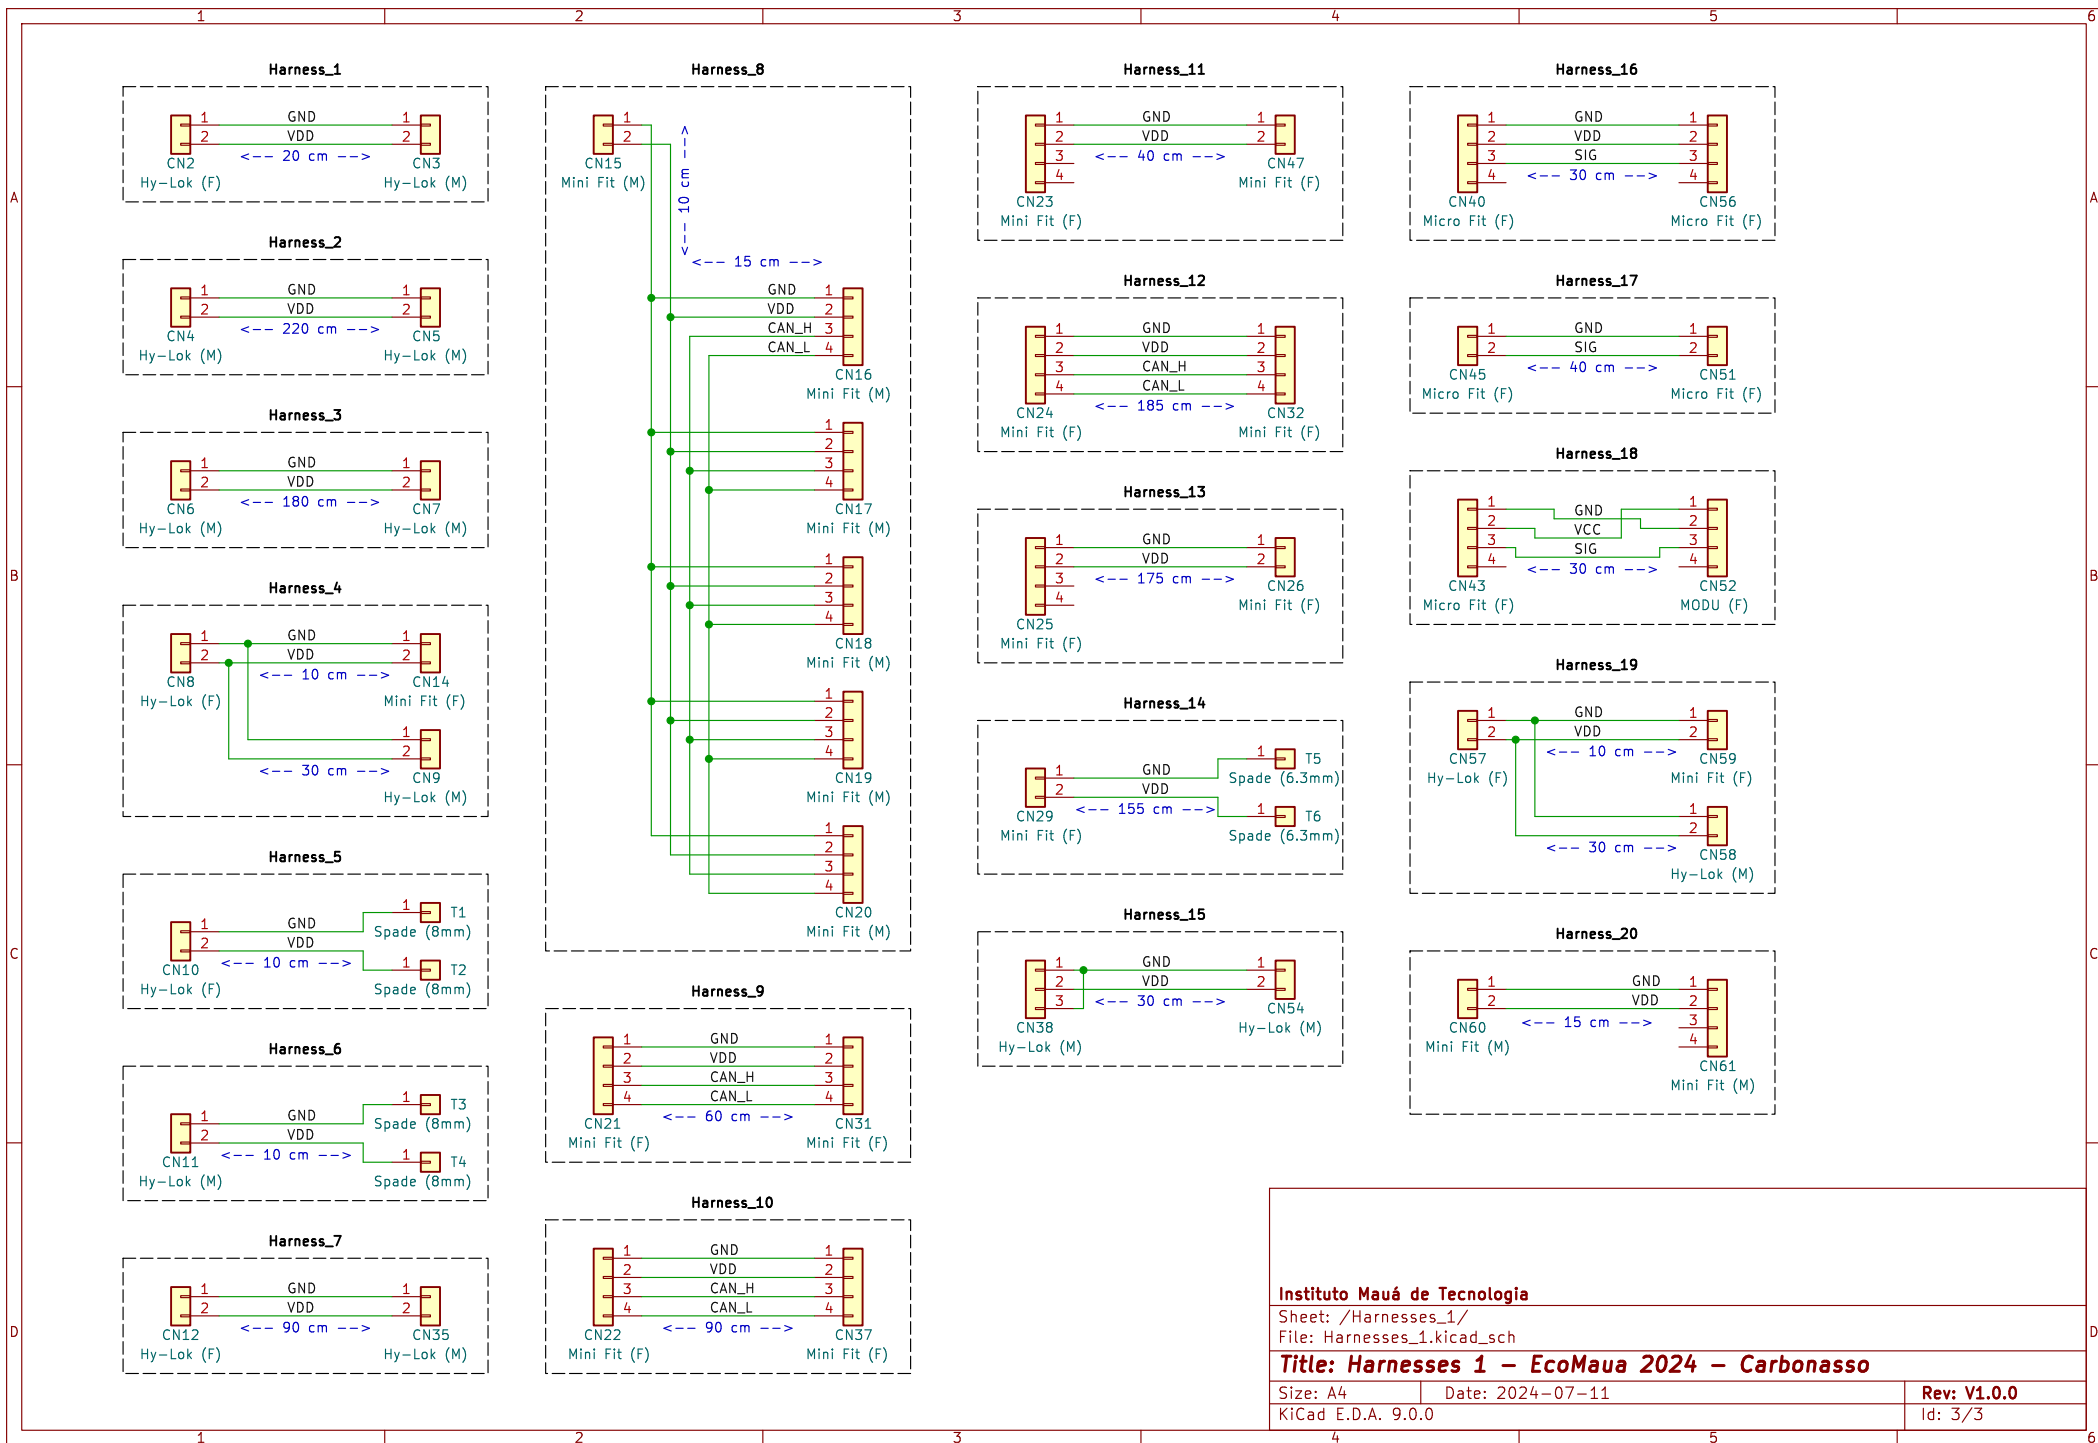 1 2 3 4 5 6
A
B
C
D
Harness_1
1 GND 1
2 VDD 2
<-- 20 cm -->
CN2 CN3
Hy-Lok (F) Hy-Lok (M)
Harness_2
1 GND 1
2 VDD 2
<-- 220 cm -->
CN4 CN5
Hy-Lok (M) Hy-Lok (M)
Harness_3
1 GND 1
2 VDD 2
<-- 180 cm -->
CN6 CN7
Hy-Lok (M) Hy-Lok (M)
Harness_4
1 GND 1
2 VDD 2
<-- 10 cm -->
CN8 CN14
Hy-Lok (F) Mini Fit (F)
1
2
<-- 30 cm -->
CN9
Hy-Lok (M)
Harness_5
1 T1
1 GND Spade (8mm)
2 VDD
<-- 10 cm --> 1 T2
CN10
Hy-Lok (F) Spade (8mm)
Harness_6
1 T3
1 GND Spade (8mm)
2 VDD
<-- 10 cm --> 1 T4
CN11
Hy-Lok (M) Spade (8mm)
Harness_7
1 GND 1
2 VDD 2
<-- 90 cm -->
CN12 CN35
Hy-Lok (F) Hy-Lok (M)
Harness_8
1
2
CN15
Mini Fit (M)
<-- 10 cm -->
<-- 15 cm -->
GND 1
VDD 2
CAN_H 3
CAN_L 4
CN16
Mini Fit (M)
1
2
3
4
CN17
Mini Fit (M)
1
2
3
4
CN18
Mini Fit (M)
1
2
3
4
CN19
Mini Fit (M)
1
2
3
4
CN20
Mini Fit (M)
Harness_9
1 GND 1
2 VDD 2
3 CAN_H 3
4 CAN_L 4
<-- 60 cm -->
CN21 CN31
Mini Fit (F) Mini Fit (F)
Harness_10
1 GND 1
2 VDD 2
3 CAN_H 3
4 CAN_L 4
<-- 90 cm -->
CN22 CN37
Mini Fit (F) Mini Fit (F)
Harness_11
1 GND 1
2 VDD 2
3 <-- 40 cm --> CN47
4 Mini Fit (F)
CN23
Mini Fit (F)
Harness_12
1 GND 1
2 VDD 2
3 CAN_H 3
4 CAN_L 4
<-- 185 cm -->
CN24 CN32
Mini Fit (F) Mini Fit (F)
Harness_13
1 GND 1
2 VDD 2
3 <-- 175 cm --> CN26
4 Mini Fit (F)
CN25
Mini Fit (F)
Harness_14
1 T5
1 GND Spade (6.3mm)
2 VDD
<-- 155 cm --> 1 T6
CN29
Mini Fit (F) Spade (6.3mm)
Harness_15
1 GND 1
2 VDD 2
3 <-- 30 cm --> CN54
CN38 Hy-Lok (M)
Hy-Lok (M)
Harness_16
1 GND 1
2 VDD 2
3 SIG 3
4 <-- 30 cm --> 4
CN40 CN56
Micro Fit (F) Micro Fit (F)
Harness_17
1 GND 1
2 SIG 2
<-- 40 cm -->
CN45 CN51
Micro Fit (F) Micro Fit (F)
Harness_18
1 GND 1
2 VCC 2
3 SIG 3
4 <-- 30 cm --> 4
CN43 CN52
Micro Fit (F) MODU (F)
Harness_19
1 GND 1
2 VDD 2
<-- 10 cm -->
CN57 CN59
Hy-Lok (F) Mini Fit (F)
1
2
<-- 30 cm -->
CN58
Hy-Lok (M)
Harness_20
1 GND 1
2 VDD 2
<-- 15 cm --> 3
CN60 4
Mini Fit (M)
CN61
Mini Fit (M)
Instituto Mauá de Tecnologia
Sheet: /Harnesses_1/
File: Harnesses_1.kicad_sch
Title: Harnesses 1 - EcoMaua 2024 - Carbonasso
Size: A4 Date: 2024-07-11 Rev: V1.0.0
KiCad E.D.A. 9.0.0 Id: 3/3
A
B
C
D
1 2 3 4 5 6